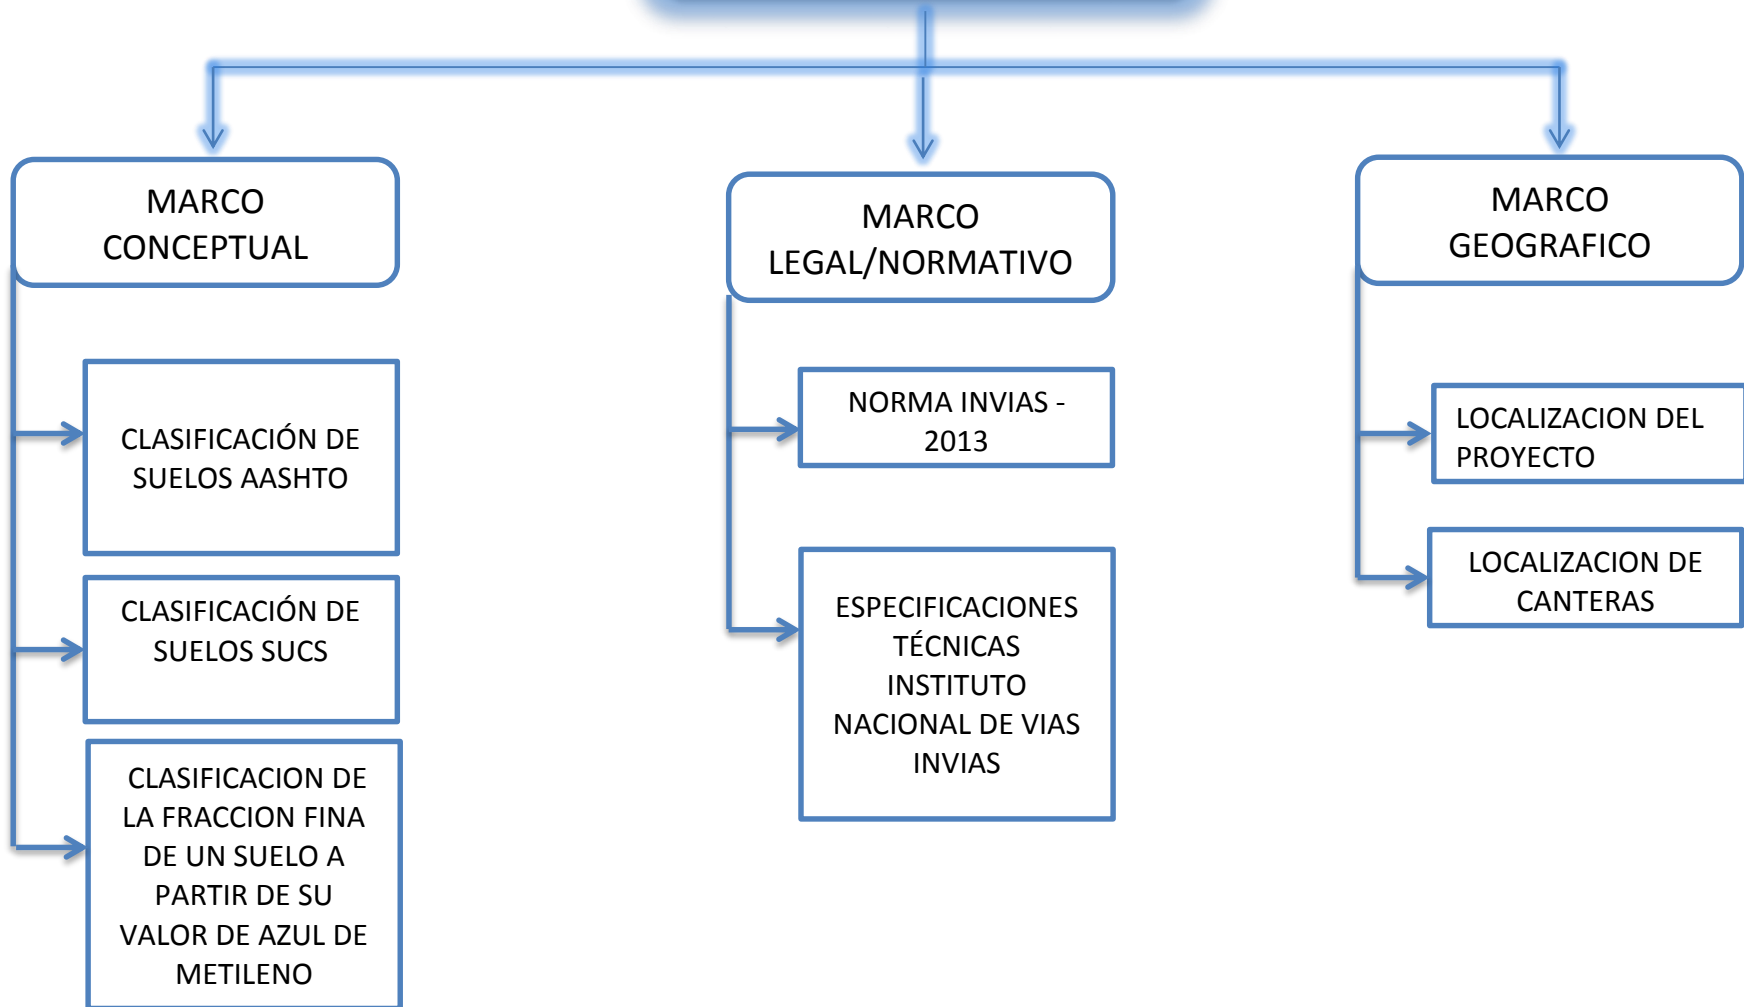 MARCO
CONCEPTUAL
CLASIFICACIÓN DE
SUELOS AASHTO
CLASIFICACIÓN DE
SUELOS SUCS
CLASIFICACION DE
LA FRACCION FINA
DE UN SUELO A
PARTIR DE SU
VALOR DE AZUL DE
METILENO
MARCO
LEGAL/NORMATIVO
NORMA INVIAS -
2013
ESPECIFICACIONES
TÉCNICAS
INSTITUTO
NACIONAL DE VIAS
INVIAS
MARCO
GEOGRAFICO
LOCALIZACION DEL
PROYECTO
LOCALIZACION DE
CANTERAS